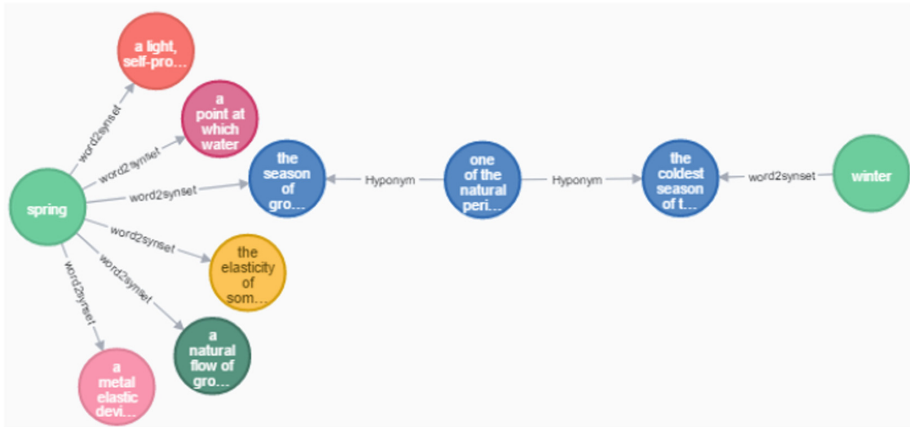 a light,
self-pro...
word2synset
a
point at
which
water
word2synset
the
season
of
gro...
word2synset
spring
Hyponym
one
of the
natural
peri...
Hyponym
the
coldest
season
of t...
word2synset
winter
word2synset
the
elasticity
of
som...
word2synset
a
natural
flow of
gro...
word2synset
a
metal
elastic
devi...